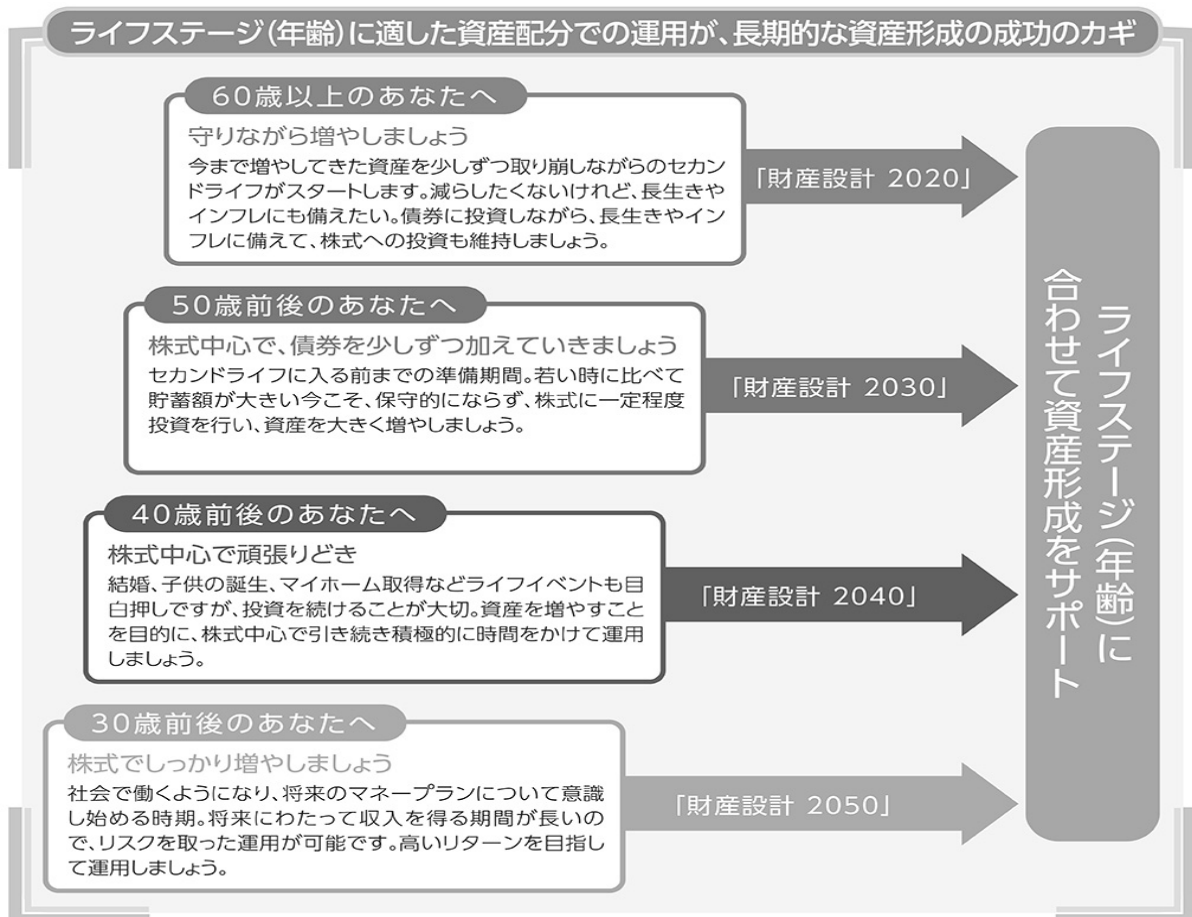 ライフステージ(年齢)に適した資産配分での運用が、長期的な資産形成の成功のカギ
60歳以上のあなたへ
守りながら増やしましょう
今まで増やしてきた資産を少しずつ取り崩しながらのセカン
ドライフがスタートします。減らしたくないけれど、長生きや
インフレにも備えたい。債券に投資しながら、長生きやイン
フレに備えて、株式への投資も維持しましょう。
「財産設計 2020」
50歳前後のあなたへ
株式中心で、債券を少しずつ加えていきましょう
セカンドライフに入る前までの準備期間。若い時に比べて
貯蓄額が大きい今こそ、保守的にならず、株式に一定程度
投資を行い、資産を大きく増やしましょう。
「財産設計 2030」
40歳前後のあなたへ
株式中心で頑張りどき
結婚、子供の誕生、マイホーム取得などライフイベントも目
白押しですが、投資を続けることが大切。資産を増やすこと
を目的に、株式中心で引き続き積極的に時間をかけて運用
しましょう。
「財産設計 2040」
30歳前後のあなたへ
株式でしっかり増やしましょう
社会で働くようになり、将来のマネープランについて意識
し始める時期。将来にわたって収入を得る期間が長いの
で、リスクを取った運用が可能です。高いリターンを目指し
て運用しましょう。
「財産設計 2050」
ライフステージ(年齢)に
合わせて資産形成をサポート